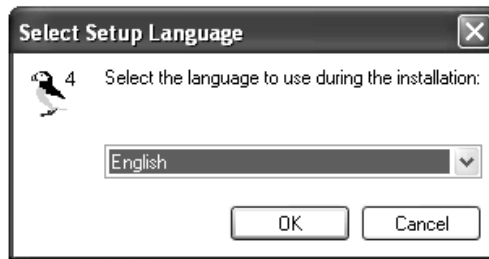 Select Setup Language
4
Select the language to use during the installation:
English
OK
Cancel